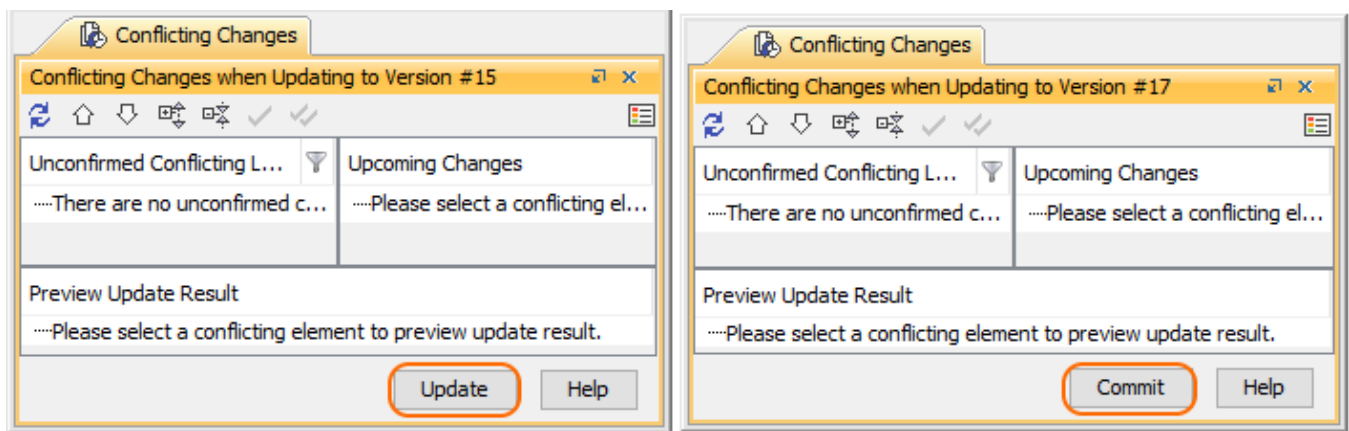 Conflicting Changes
Conflicting Changes when Updating to Version #15
Unconfirmed Conflicting L... Upcoming Changes
There are no unconfirmed c... Please select a conflicting el...
Preview Update Result
Please select a conflicting element to preview update result.
Update Help
Conflicting Changes
Conflicting Changes when Updating to Version #17
Unconfirmed Conflicting L... Upcoming Changes
There are no unconfirmed c... Please select a conflicting el...
Preview Update Result
Please select a conflicting element to preview update result.
Commit Help